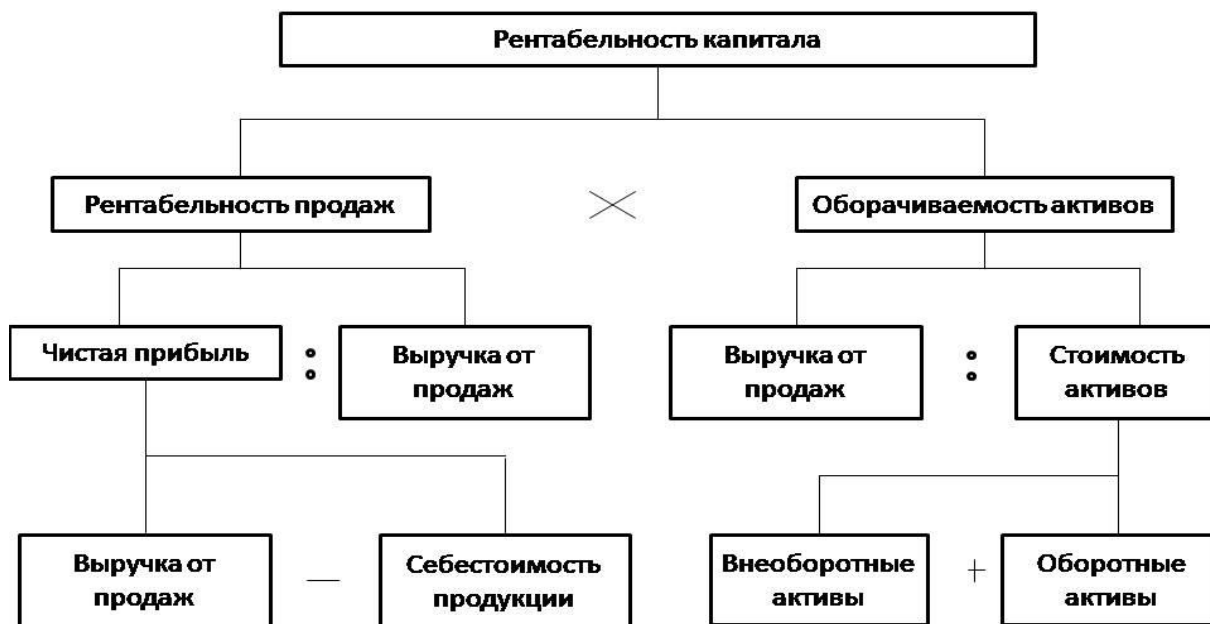 Рентабельность капитала
Рентабельность продаж
Оборачиваемость активов
Чистая прибыль
:
Выручка от
продаж
Выручка от
продаж
:
Стоимость
активов
Выручка от
продаж
—
Себестоимость
продукции
Внеоборотные
активы
+
Оборотные
активы